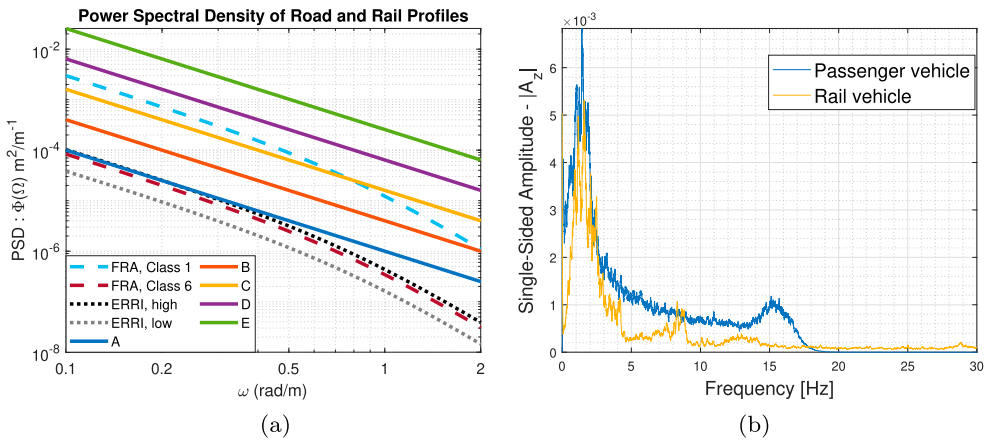 Power Spectral Density of Road and Rail Profiles
PSD : Φ(Ω) m²/m⁻¹
10⁻²
10⁻⁴
10⁻⁶
10⁻⁸
FRA, Class 1
FRA, Class 6
ERRI, high
ERRI, low
A
B
C
D
E
0.1 0.2 0.5 1 2
ω (rad/m)
(a)
×10⁻³
Single-Sided Amplitude - |A_z|
6
5
4
3
2
1
0
Passenger vehicle
Rail vehicle
0 5 10 15 20 25 30
Frequency [Hz]
(b)